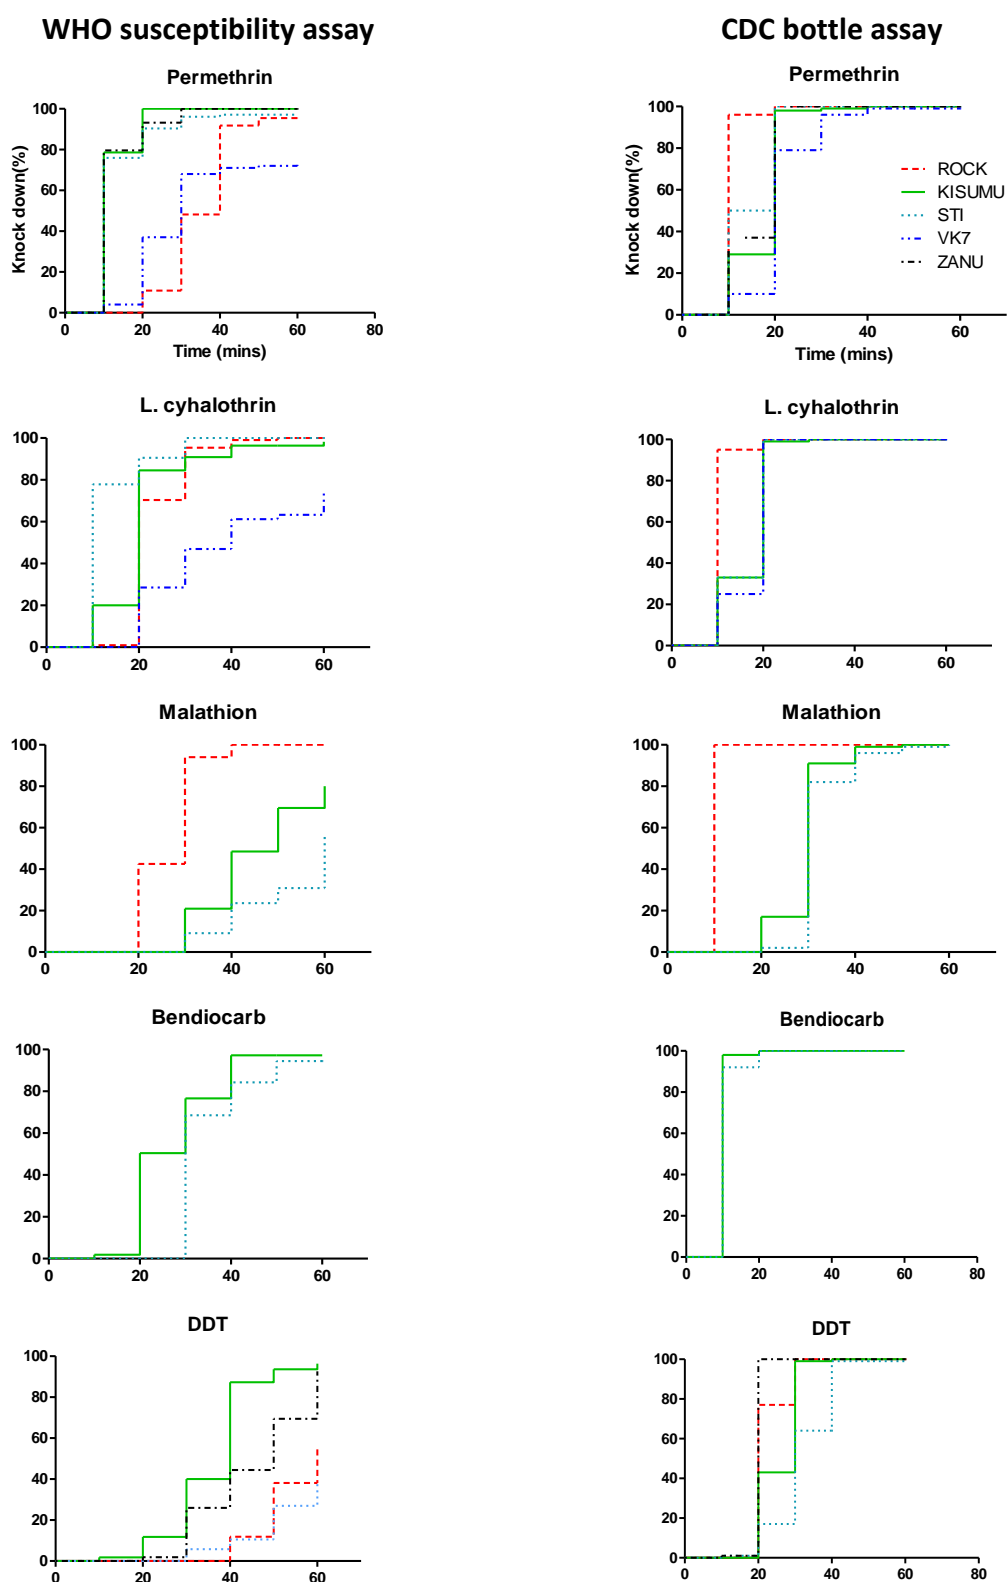 WHO susceptibility assay
CDC bottle assay
Permethrin
Knock down(%)
100
80
60
40
20
0
0 20 40 60 80
Time (mins)
Permethrin
Knock down(%)
100
80
60
40
20
0
0 20 40 60
Time (mins)
ROCK
KISUMU
STI
VK7
ZANU
L. cyhalothrin
100
80
60
40
20
0
0 20 40 60
L. cyhalothrin
100
80
60
40
20
0
0 20 40 60
Malathion
100
80
60
40
20
0
0 20 40 60
Malathion
100
80
60
40
20
0
0 20 40 60
Bendiocarb
100
80
60
40
20
0
0 20 40 60
Bendiocarb
100
80
60
40
20
0
0 20 40 60 80
DDT
100
80
60
40
20
0
0 20 40 60
DDT
100
80
60
40
20
0
0 20 40 60 80